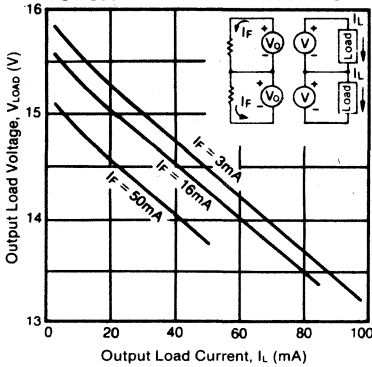 16
15
14
13
Output Load Voltage, VLOAD (V)
IF
+
VO
-
+
V
-
IL
Load
IF
+
VO
-
+
V
-
IL
Load
IF = 3mA
IF = 16mA
IF = 50mA
0
20
40
60
80
100
Output Load Current, IL (mA)